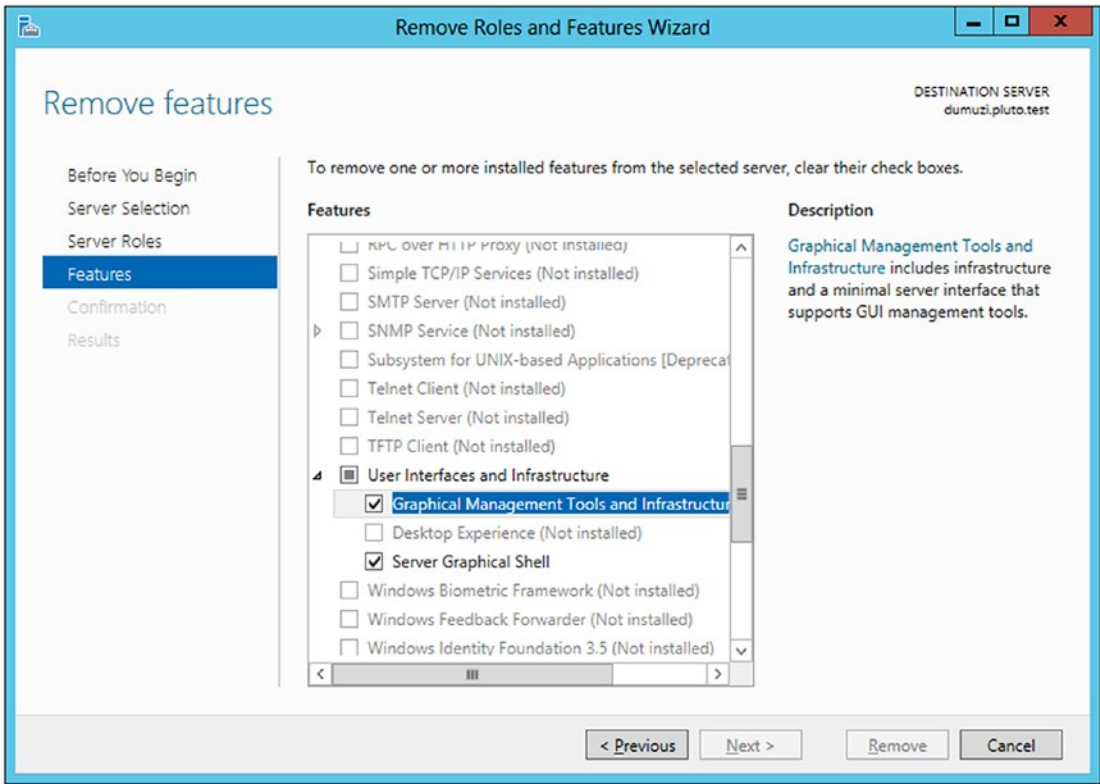 Remove Roles and Features Wizard
Remove features
DESTINATION SERVER
dumuzi.pluto.test
Before You Begin
Server Selection
Server Roles
Features
Confirmation
Results
To remove one or more installed features from the selected server, clear their check boxes.
Features
RPC over HTTP Proxy (Not installed)
Simple TCP/IP Services (Not installed)
SMTP Server (Not installed)
SNMP Service (Not installed)
Subsystem for UNIX-based Applications [Deprecat
Telnet Client (Not installed)
Telnet Server (Not installed)
TFTP Client (Not installed)
User Interfaces and Infrastructure
Graphical Management Tools and Infrastructur
Desktop Experience (Not installed)
Server Graphical Shell
Windows Biometric Framework (Not installed)
Windows Feedback Forwarder (Not installed)
Windows Identity Foundation 3.5 (Not installed)
Description
Graphical Management Tools and
Infrastructure includes infrastructure
and a minimal server interface that
supports GUI management tools.
< Previous
Next >
Remove
Cancel